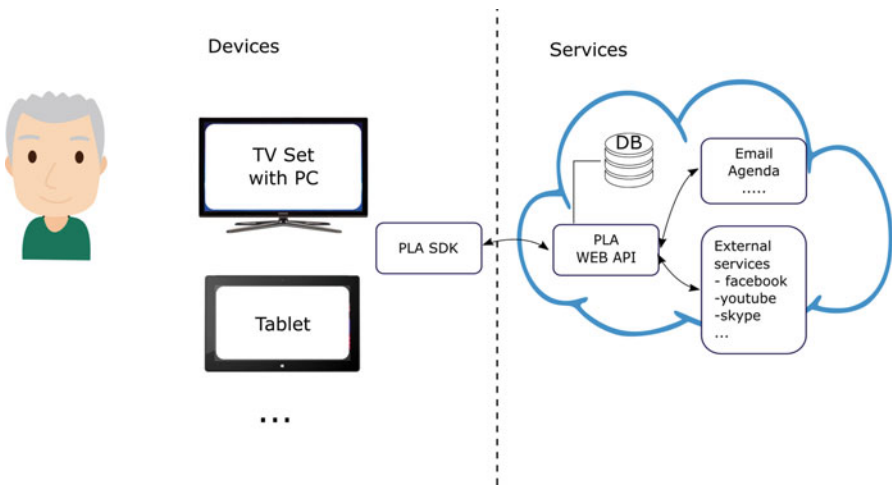 Devices
Services
TV Set
with PC
DB
Email
Agenda
.....
PLA SDK
PLA
WEB API
External
services
- facebook
-youtube
-skype
...
Tablet
...